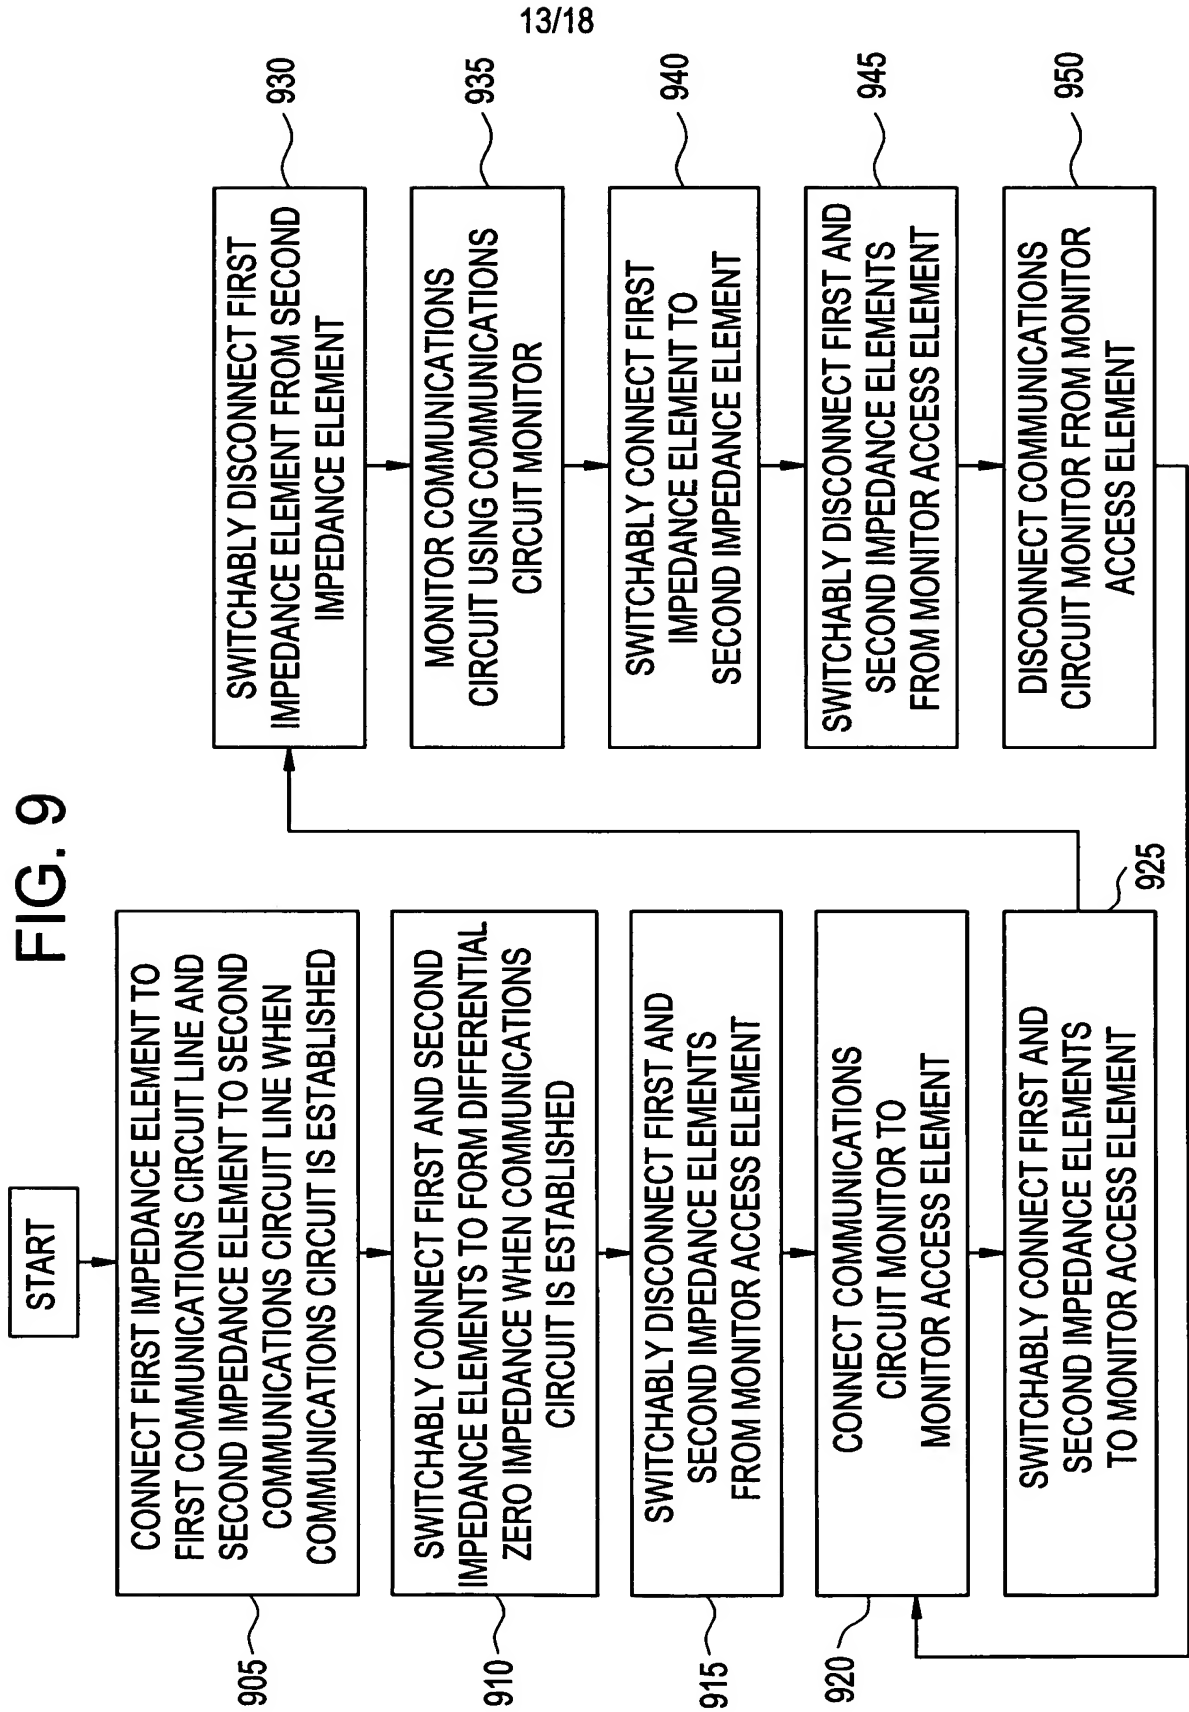 13/18
FIG. 9
START
CONNECT FIRST IMPEDANCE ELEMENT TO
FIRST COMMUNICATIONS CIRCUIT LINE AND
SECOND IMPEDANCE ELEMENT TO SECOND
COMMUNICATIONS CIRCUIT LINE WHEN
COMMUNICATIONS CIRCUIT IS ESTABLISHED
905
SWITCHABLY CONNECT FIRST AND SECOND
IMPEDANCE ELEMENTS TO FORM DIFFERENTIAL
ZERO IMPEDANCE WHEN COMMUNICATIONS
CIRCUIT IS ESTABLISHED
910
SWITCHABLY DISCONNECT FIRST AND
SECOND IMPEDANCE ELEMENTS
FROM MONITOR ACCESS ELEMENT
915
CONNECT COMMUNICATIONS
CIRCUIT MONITOR TO
MONITOR ACCESS ELEMENT
920
SWITCHABLY CONNECT FIRST AND
SECOND IMPEDANCE ELEMENTS
TO MONITOR ACCESS ELEMENT
925
SWITCHABLY DISCONNECT FIRST
IMPEDANCE ELEMENT FROM SECOND
IMPEDANCE ELEMENT
930
MONITOR COMMUNICATIONS
CIRCUIT USING COMMUNICATIONS
CIRCUIT MONITOR
935
SWITCHABLY CONNECT FIRST
IMPEDANCE ELEMENT TO
SECOND IMPEDANCE ELEMENT
940
SWITCHABLY DISCONNECT FIRST AND
SECOND IMPEDANCE ELEMENTS
FROM MONITOR ACCESS ELEMENT
945
DISCONNECT COMMUNICATIONS
CIRCUIT MONITOR FROM MONITOR
ACCESS ELEMENT
950